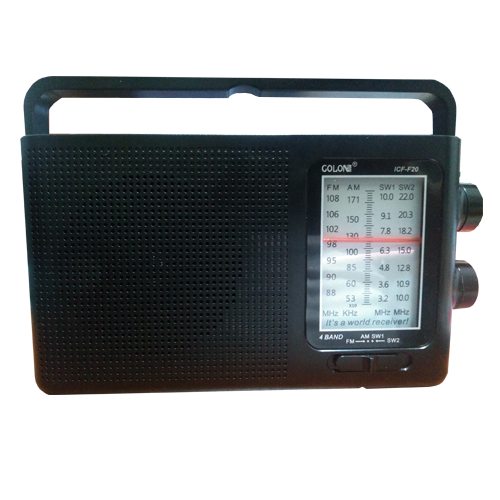 GOLONE® ICF-F20
FM AM SW1 SW2
108 171 10.0 22.0
106 150 9.1 20.3
102 130 7.8 18.2
98 100 6.3 15.0
95 85 4.8 12.8
90 60 3.6 10.9
88 53 3.2 10.0
MHz KHz MHz MHz
It's a world receiver!
4 BAND
AM SW1
FM SW2